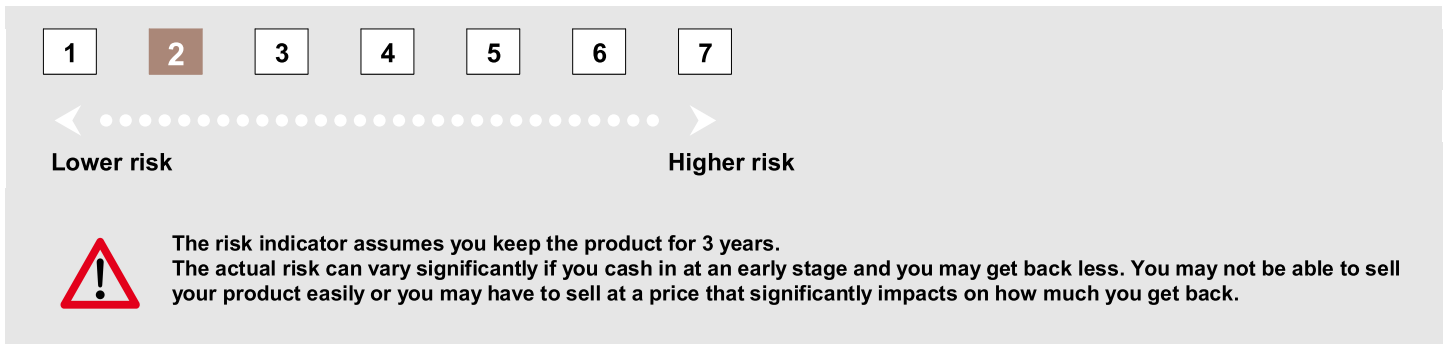 1 2 3 4 5 6 7
Lower risk Higher risk
The risk indicator assumes you keep the product for 3 years.
The actual risk can vary significantly if you cash in at an early stage and you may get back less. You may not be able to sell
your product easily or you may have to sell at a price that significantly impacts on how much you get back.